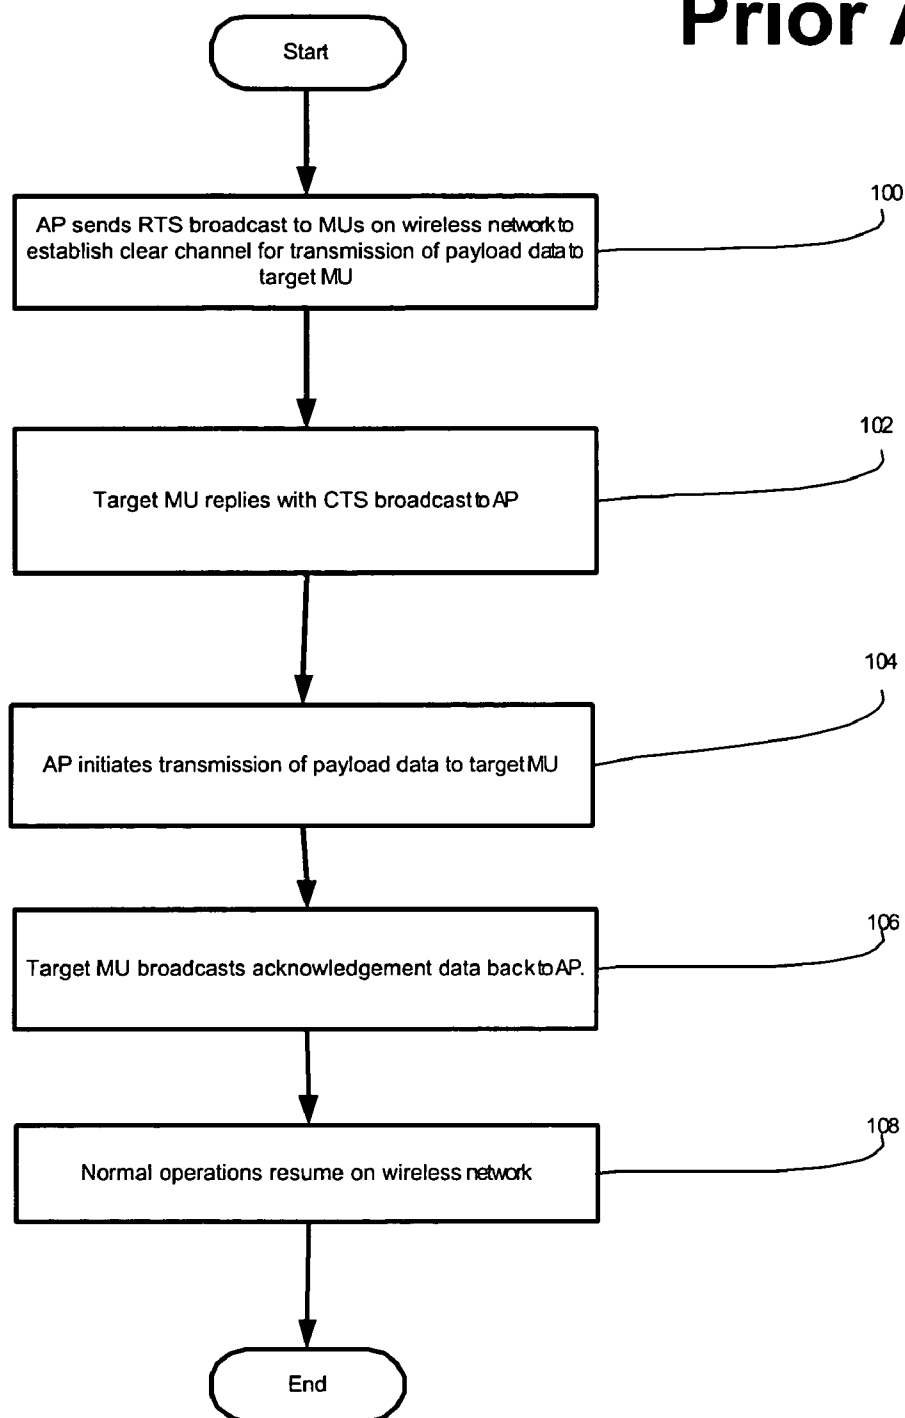 Prior A
Start
100
AP sends RTS broadcast to MUs on wireless network to
establish clear channel for transmission of payload data to
target MU
102
Target MU replies with CTS broadcast to AP
104
AP initiates transmission of payload data to target MU
106
Target MU broadcasts acknowledgement data back to AP.
108
Normal operations resume on wireless network
End